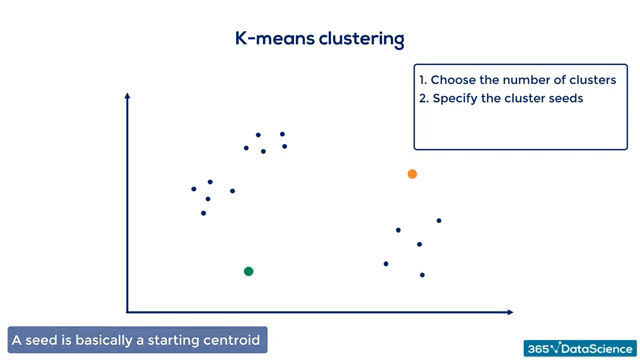 K-means clustering
1. Choose the number of clusters
2. Specify the cluster seeds
A seed is basically a starting centroid
365 DataScience